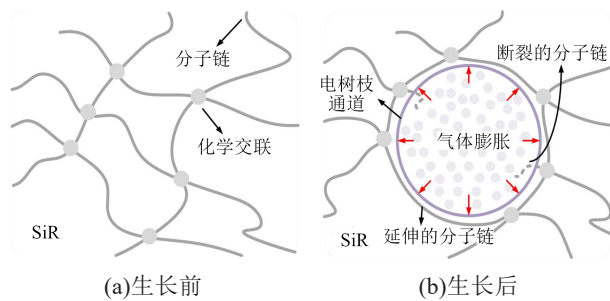 分子链
化学交联
SiR
(a)生长前
断裂的分子链
电树枝
通道
气体膨胀
SiR
延伸的分子链
(b)生长后